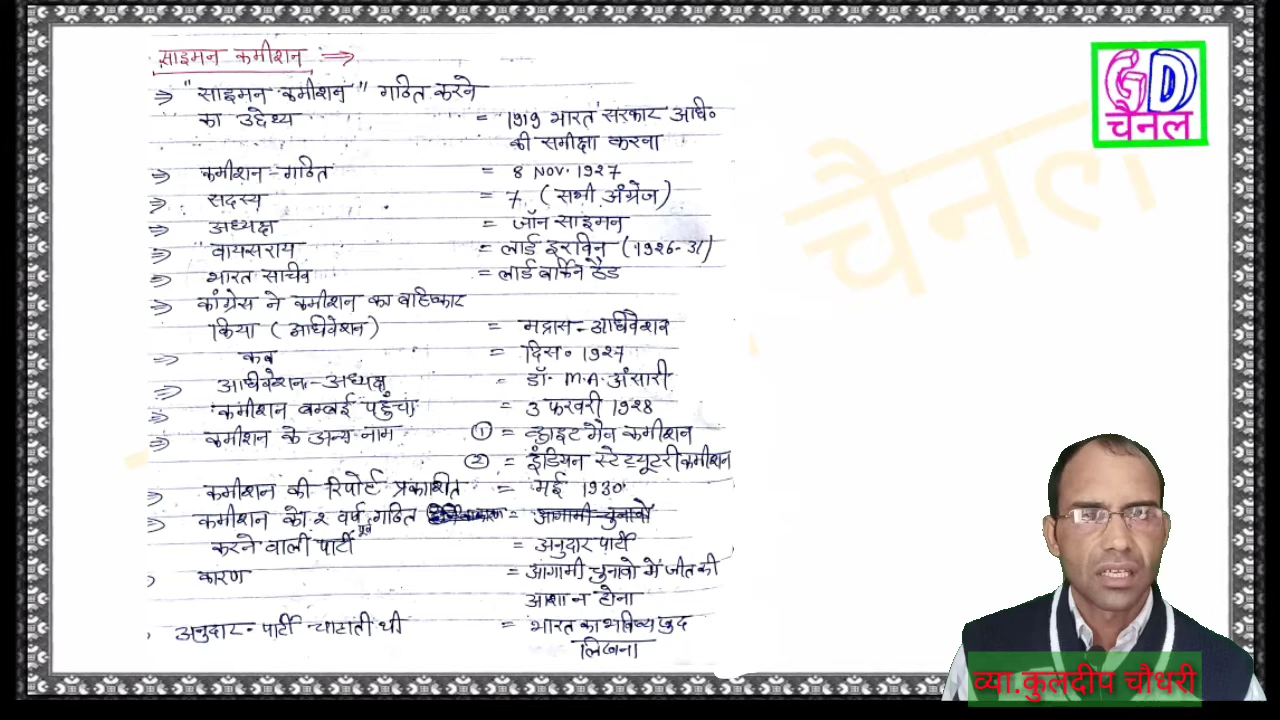 साइमन कमीशन ⇒
⇒ "साइमन कमीशन" गठित करने
का उद्देश्य = 1919 भारत सरकार अधि०
की समीक्षा करना
⇒ कमीशन-गठित = 8 NOV. 1927
⇒ सदस्य = 7 (सभी अंग्रेज)
⇒ अध्यक्ष = जॉन साइमन
⇒ वायसराय = लार्ड इरविन (1926-31)
⇒ भारत सचिव = लार्ड बर्किन हैड
⇒ कांग्रेस ने कमीशन का बहिष्कार
किया (अधिवेशन) = मद्रास-अधिवेशन
⇒ कब = दिस० 1927
⇒ अधिवेशन-अध्यक्ष = डॉ. M.A. अंसारी
⇒ कमीशन बम्बई पहुंचा = 3 फरवरी 1928
⇒ कमीशन के अन्य नाम ① = व्हाइट मैन कमीशन
② = इंडियन स्टेट्यूटरी कमीशन
⇒ कमीशन की रिपोर्ट प्रकाशित = मई 1930
⇒ कमीशन को 2 वर्ष पूर्व गठित = आगामी चुनावों
करने वाली पार्टी = अनुदार पार्टी
कारण = आगामी चुनावो में जीत की
आशा न होना
अनुदार-पार्टी चाहाती थी = भारत का भविष्य खुद
लिखना
GD
चैनल
चैनल
व्या.कुलदीप चौधरी